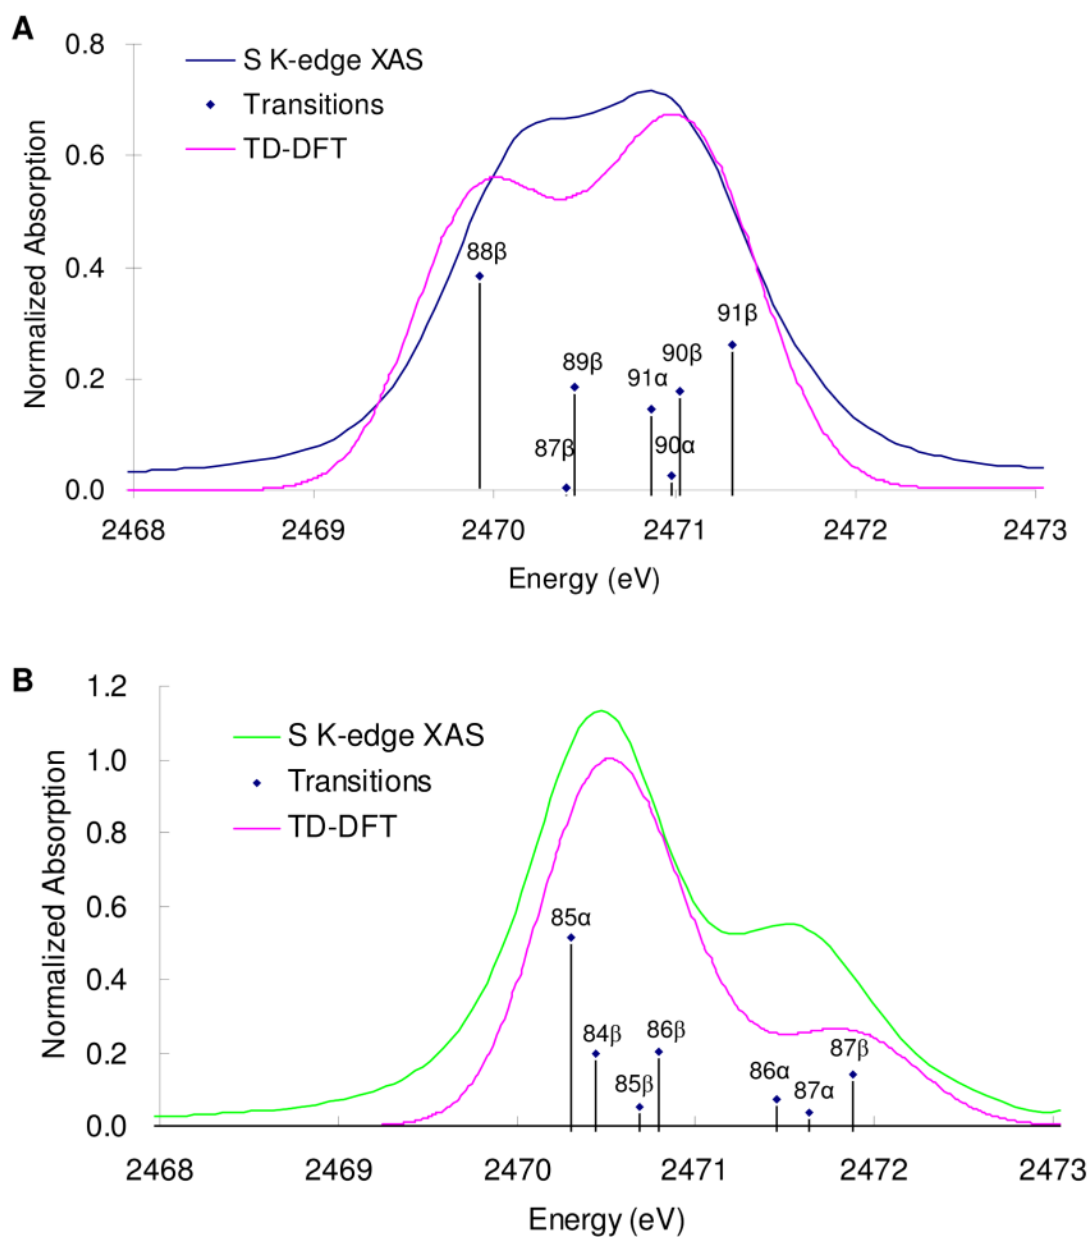 A
0.8
S K-edge XAS
Transitions
TD-DFT
0.6
0.4
0.2
0.0
Normalized Absorption
88β
87β
89β
91α
90α
90β
91β
2468 2469 2470 2471 2472 2473
Energy (eV)
B
1.2
S K-edge XAS
Transitions
TD-DFT
1.0
0.8
0.6
0.4
0.2
0.0
Normalized Absorption
85α
84β
85β
86β
86α
87α
87β
2468 2469 2470 2471 2472 2473
Energy (eV)